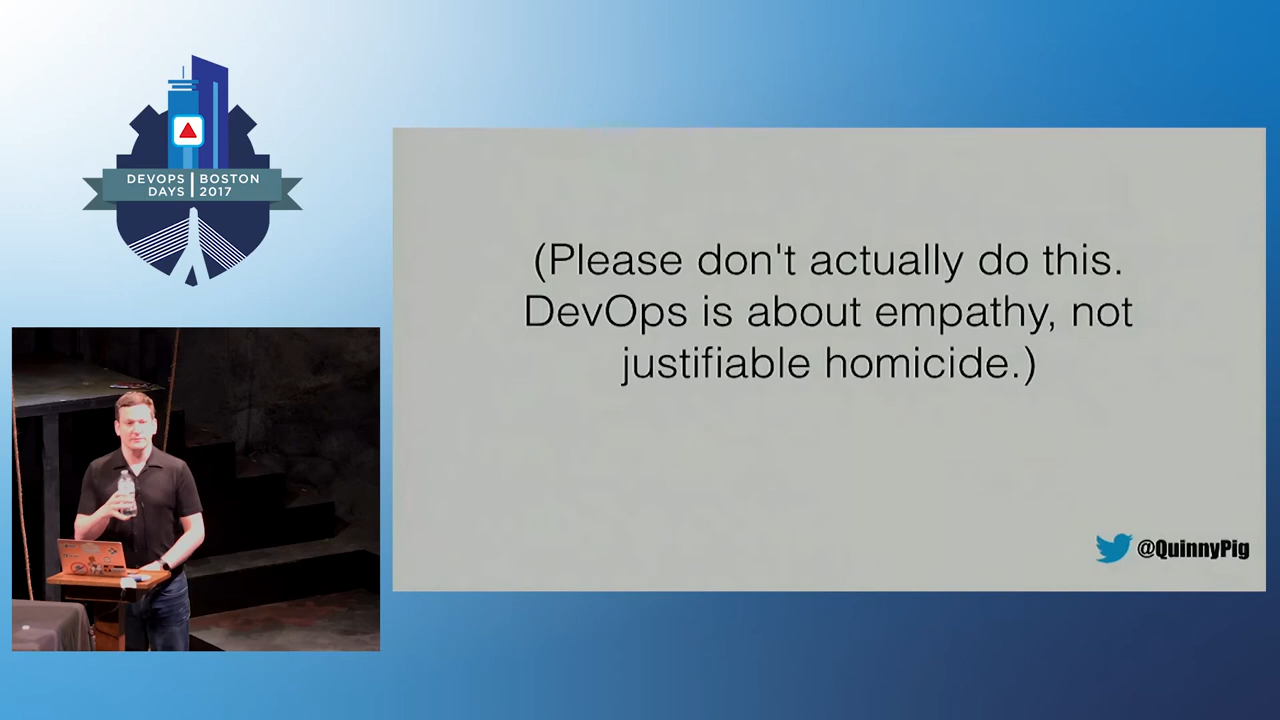 DEVOPS | BOSTON
DAYS | 2017
(Please don't actually do this.
DevOps is about empathy, not
justifiable homicide.)
@QuinnyPig